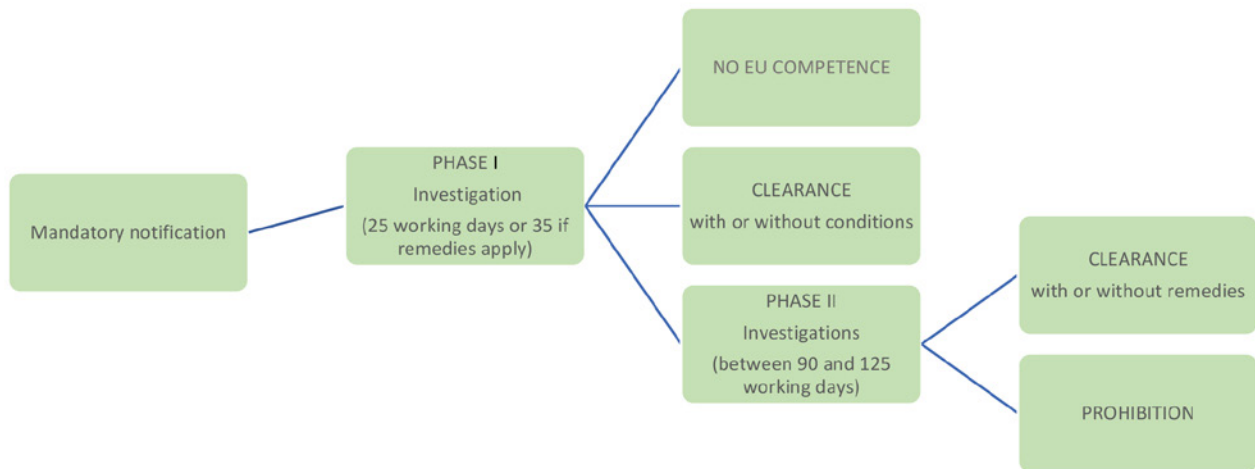 Mandatory notification
PHASE I
Investigation
(25 working days or 35 if
remedies apply)
NO EU COMPETENCE
CLEARANCE
with or without conditions
PHASE II
Investigations
(between 90 and 125
working days)
CLEARANCE
with or without remedies
PROHIBITION